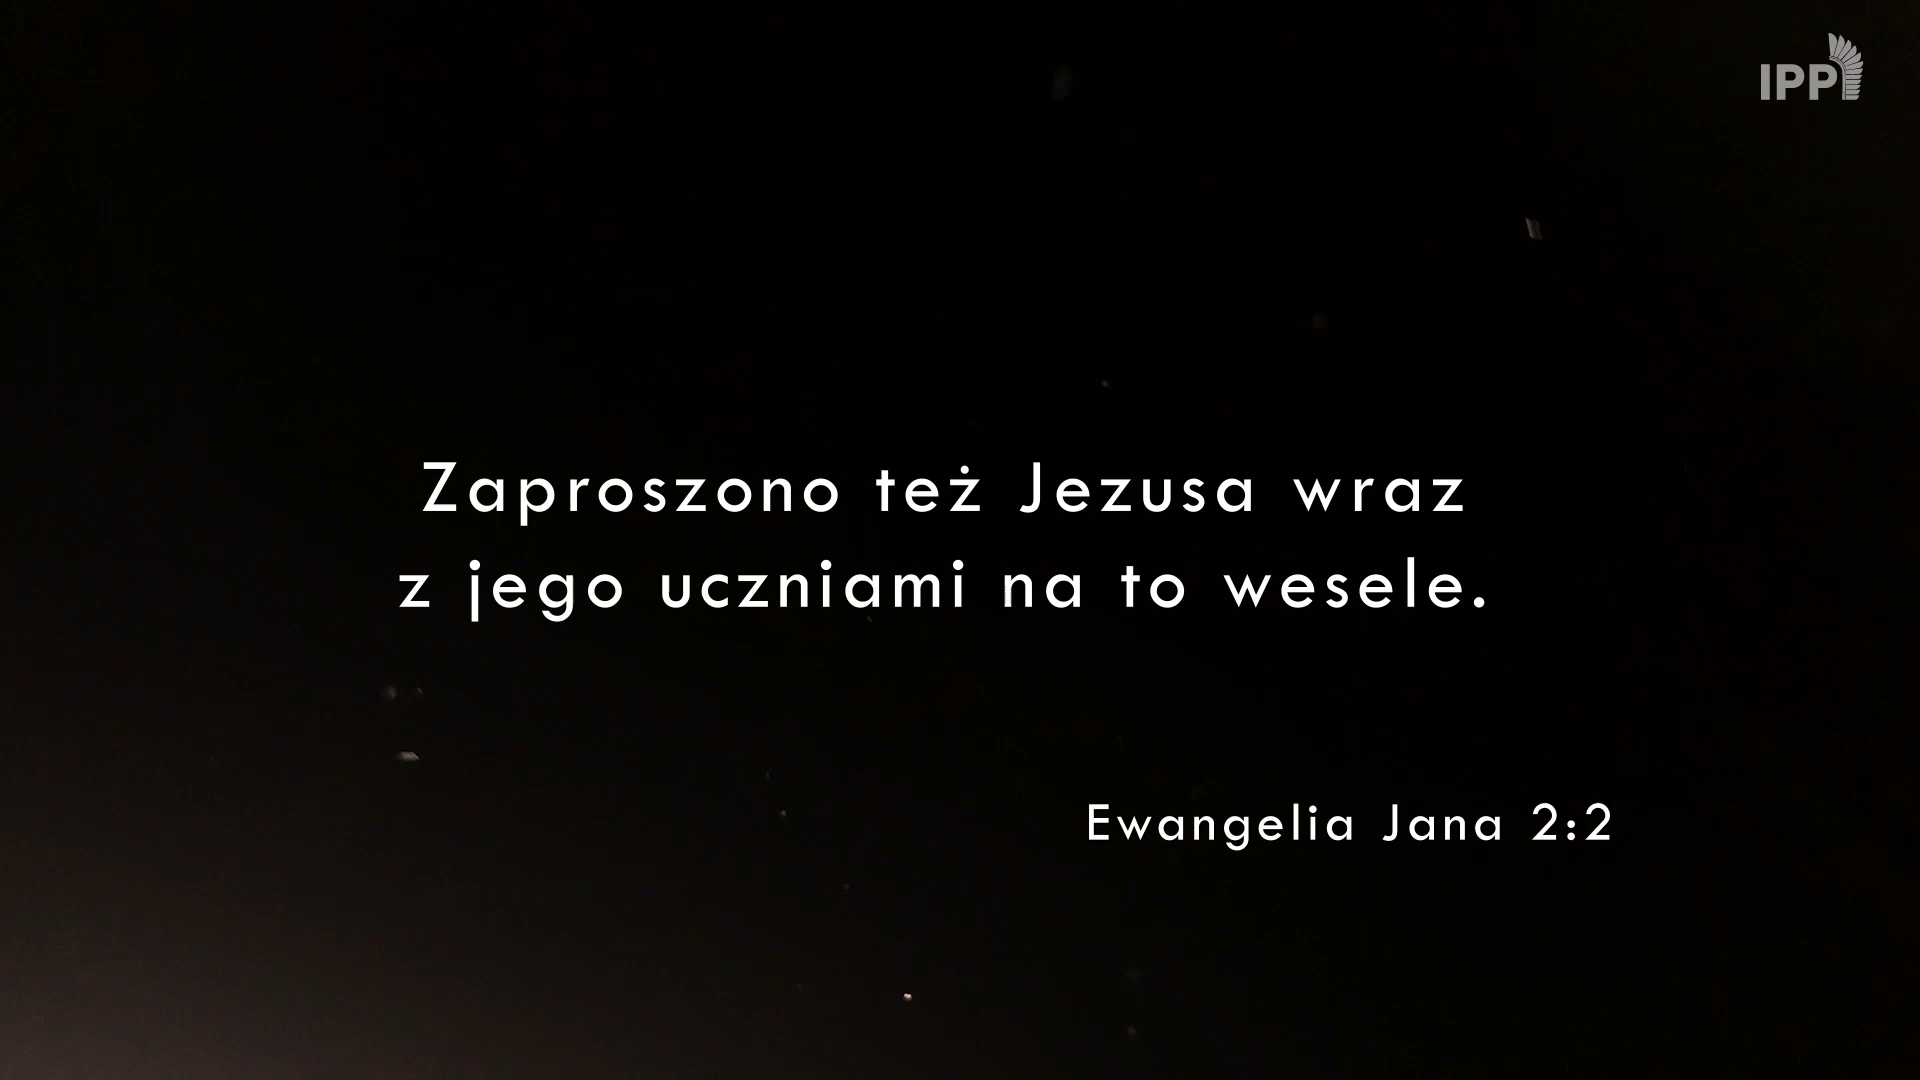 IPP
Zaproszono też Jezusa wraz
z jego uczniami na to wesele.
Ewangelia Jana 2:2